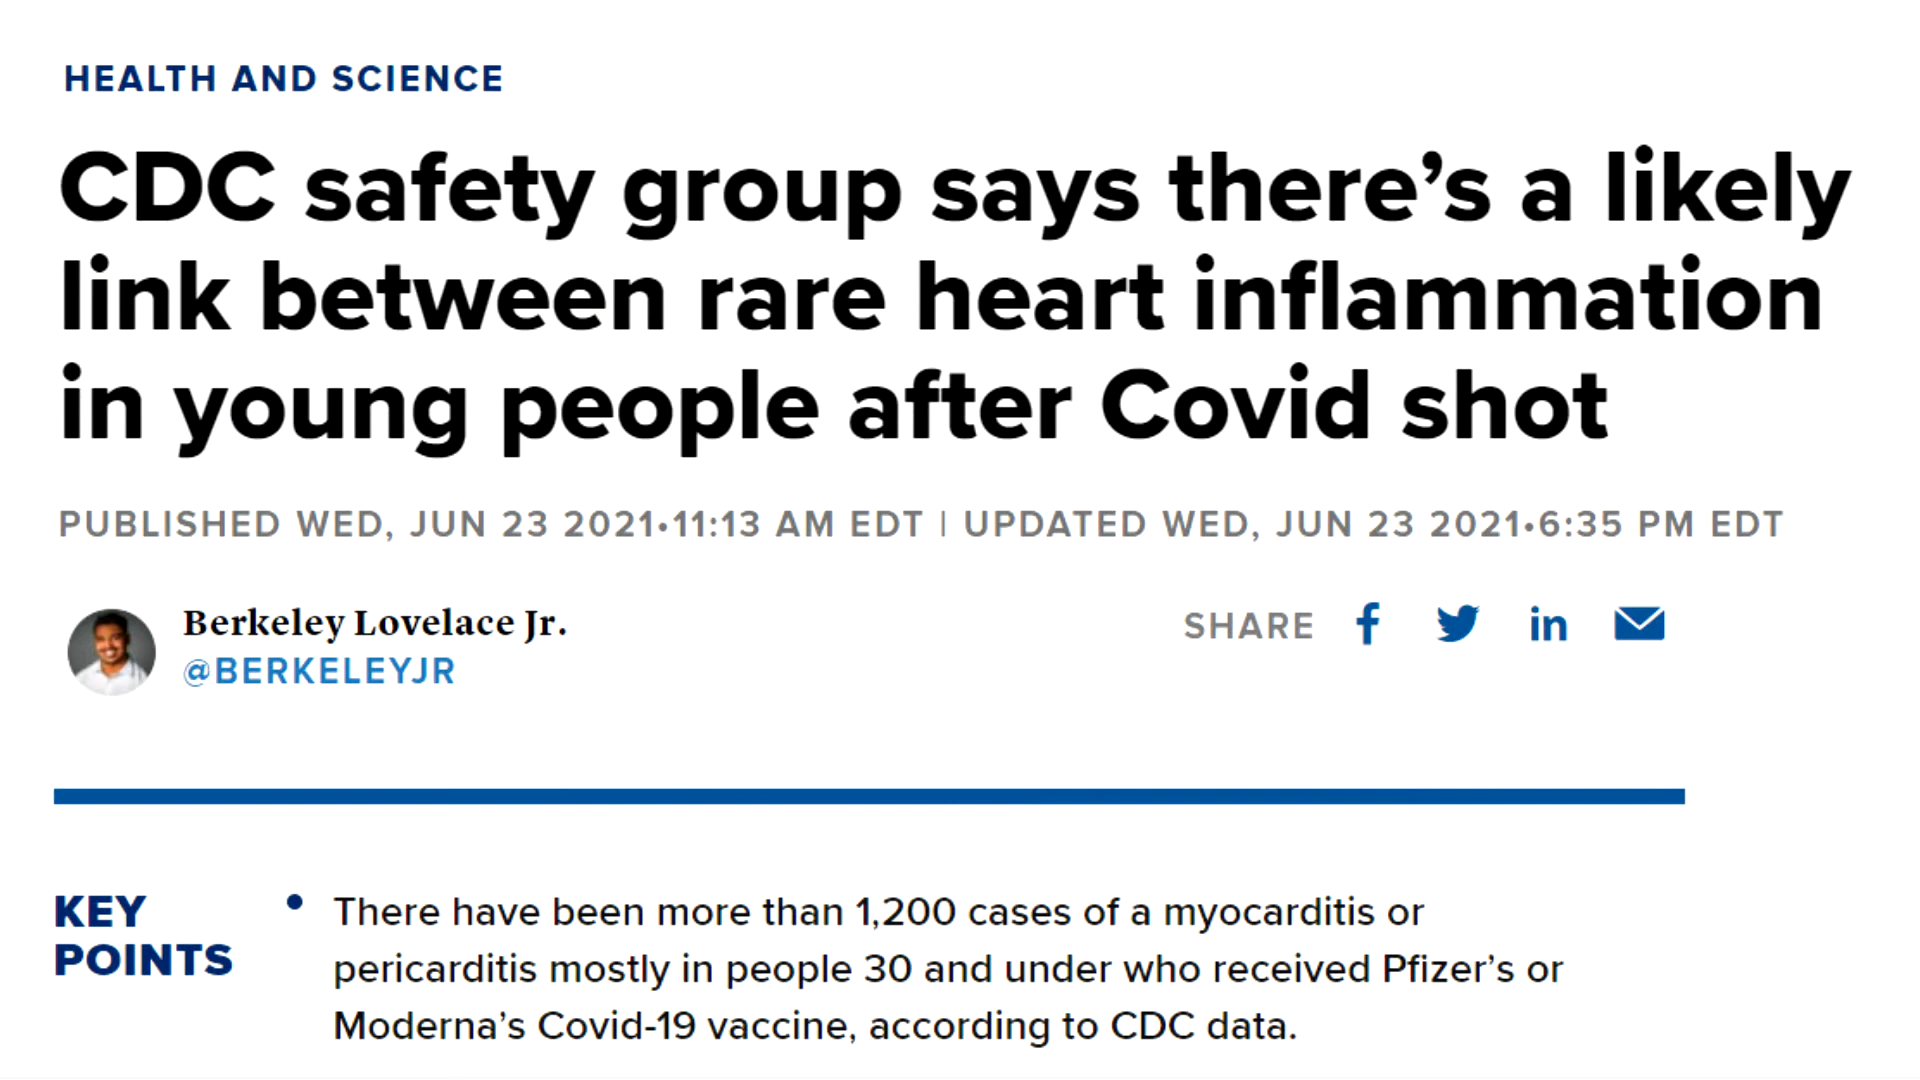 HEALTH AND SCIENCE
CDC safety group says there’s a likely
link between rare heart inflammation
in young people after Covid shot
PUBLISHED WED, JUN 23 2021•11:13 AM EDT | UPDATED WED, JUN 23 2021•6:35 PM EDT
Berkeley Lovelace Jr.
@BERKELEYJR
SHARE
KEY
POINTS
• There have been more than 1,200 cases of a myocarditis or
pericarditis mostly in people 30 and under who received Pfizer’s or
Moderna’s Covid-19 vaccine, according to CDC data.